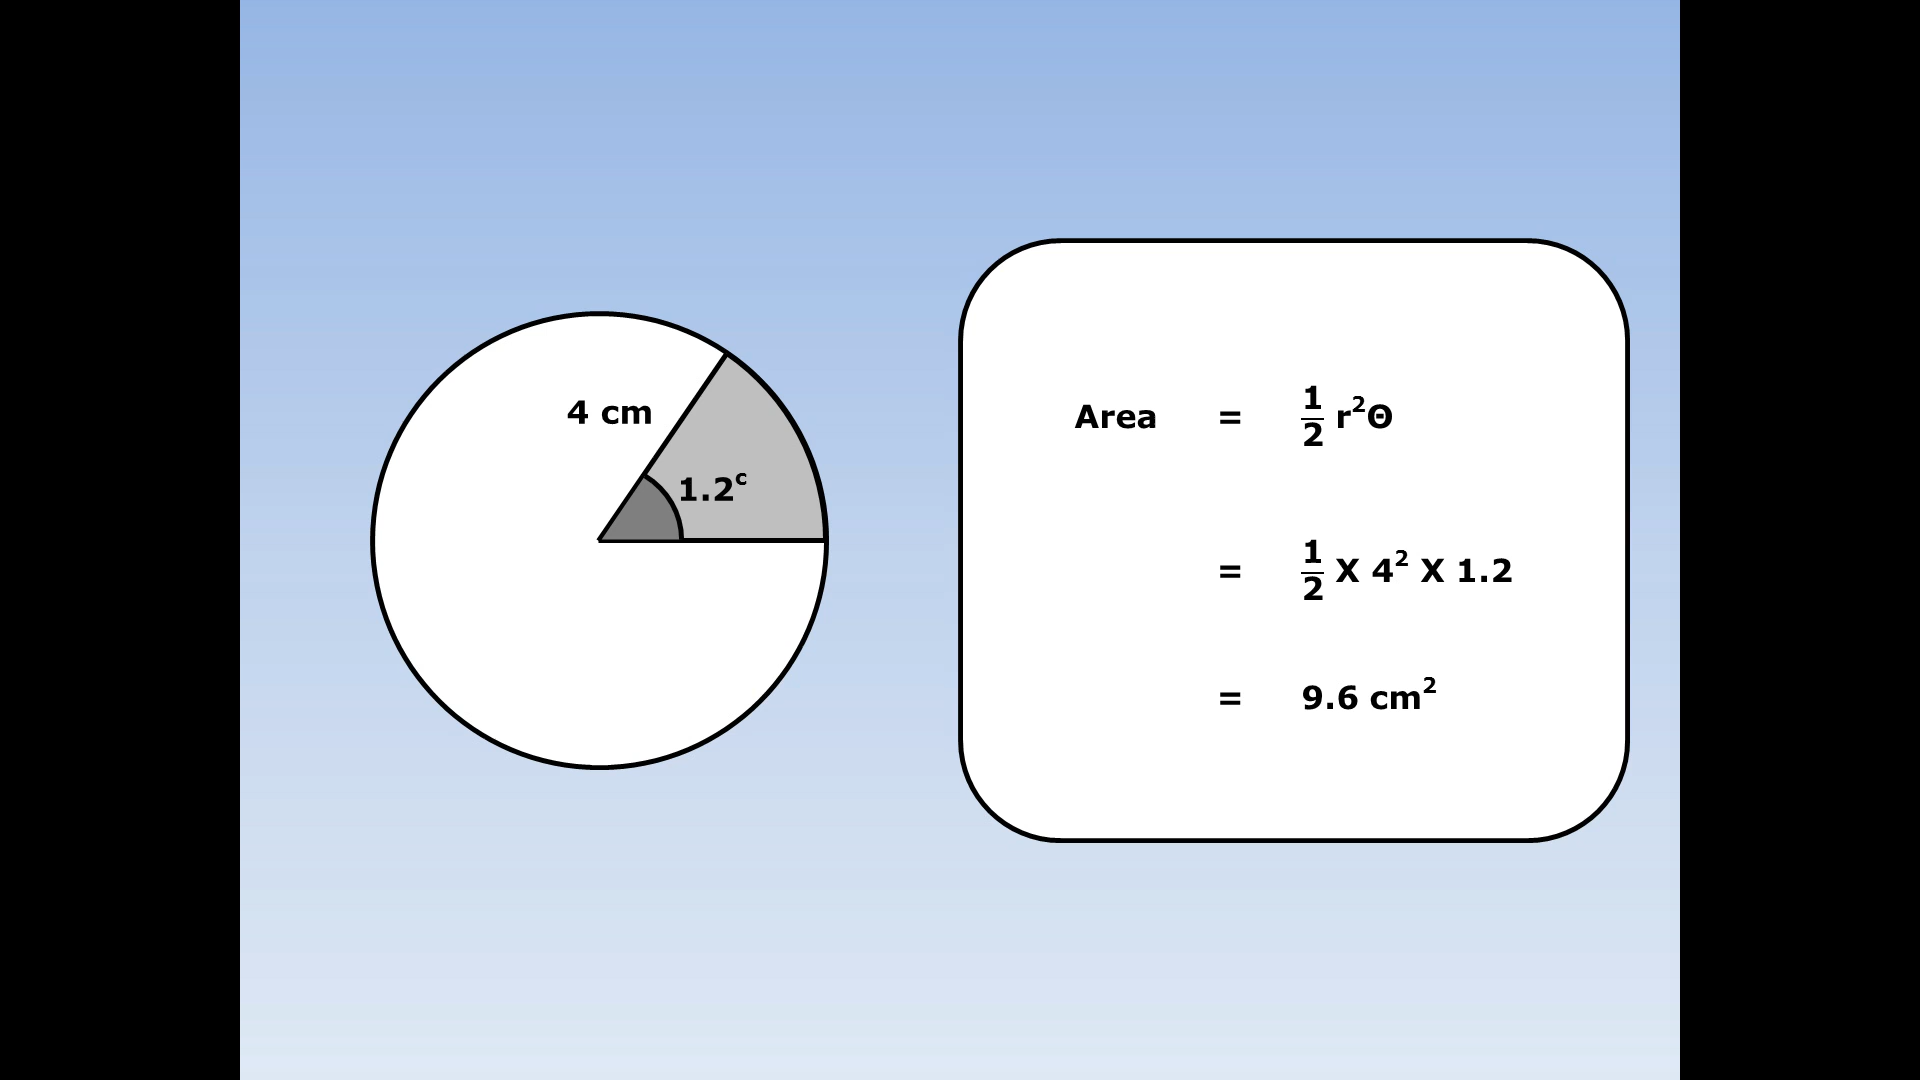 4 cm
1.2ᶜ
Area = 1/2 r²Θ
= 1/2 X 4² X 1.2
= 9.6 cm²